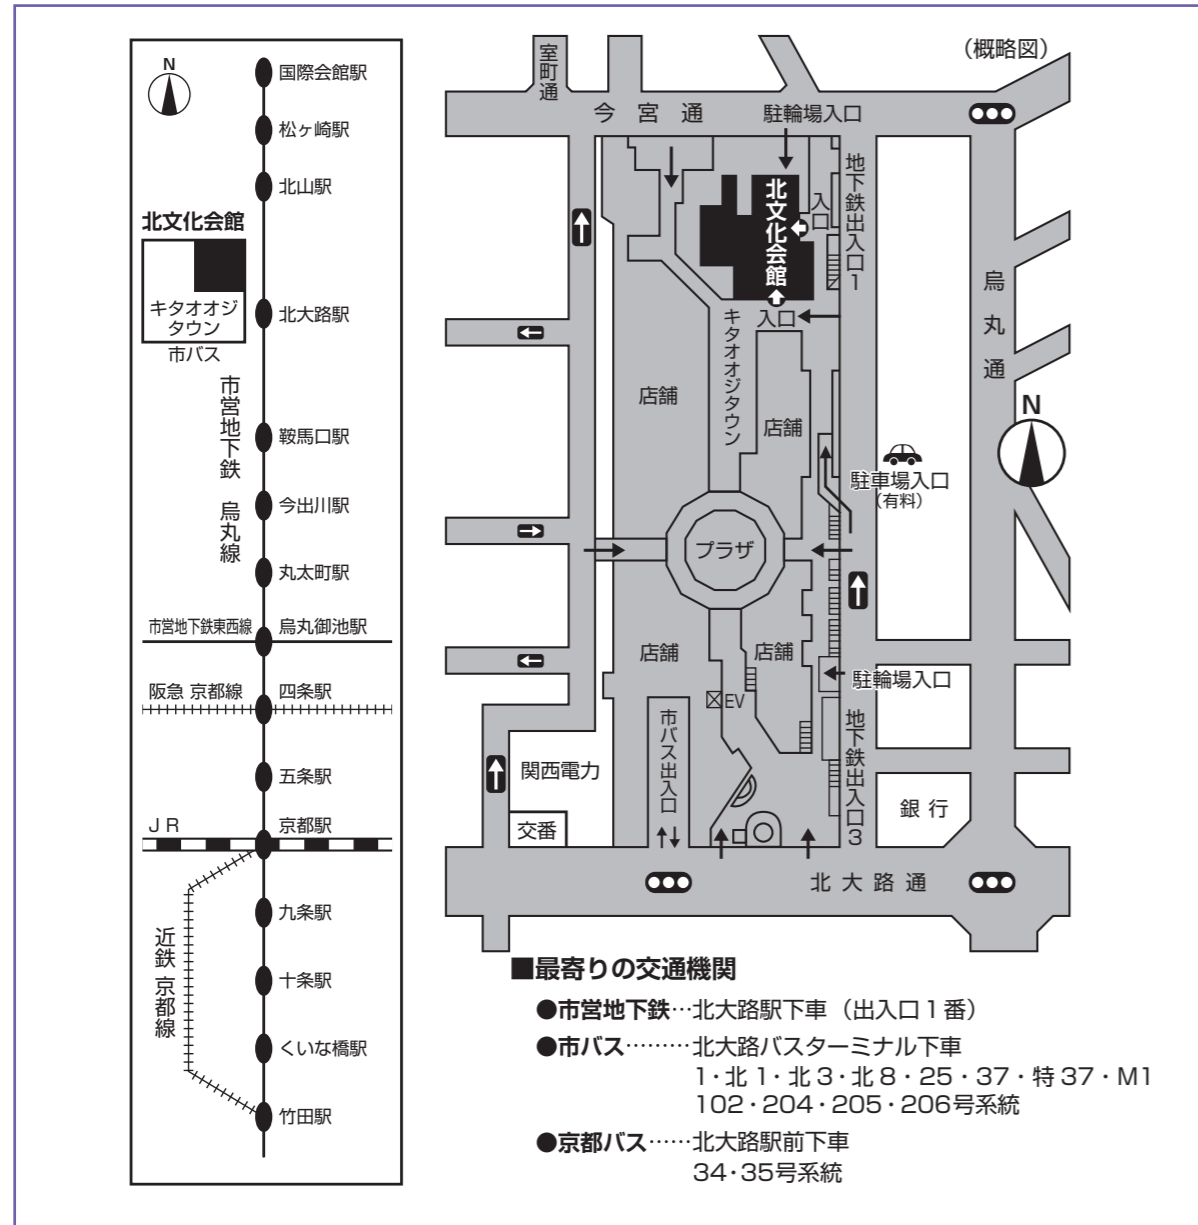 N
国際会館駅
松ヶ崎駅
北山駅
北文化会館
キタオオジ
タウン
市バス
北大路駅
市営地下鉄 烏丸線
鞍馬口駅
今出川駅
丸太町駅
市営地下鉄東西線
烏丸御池駅
阪急 京都線
四条駅
五条駅
JR
京都駅
近鉄 京都線
九条駅
十条駅
くいな橋駅
竹田駅
(概略図)
室町通
今宮通
駐輪場入口
地下鉄出入口1
北文化会館
入口
入口
キタオオジタウン
烏丸通
店舗
店舗
N
駐車場入口
(有料)
プラザ
店舗
店舗
駐輪場入口
EV
市バス出入口
地下鉄出入口3
関西電力
交番
銀行
北大路通
■最寄りの交通機関
●市営地下鉄…北大路駅下車（出入口1番）
●市バス………北大路バスターミナル下車
1・北1・北3・北8・25・37・特37・M1
102・204・205・206号系統
●京都バス……北大路駅前下車
34・35号系統